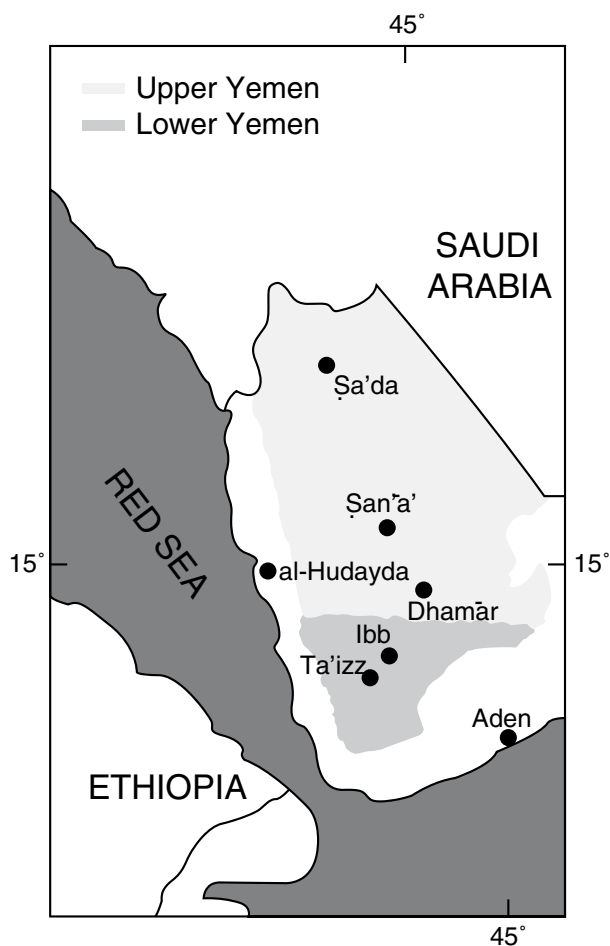 45°
Upper Yemen
Lower Yemen
SAUDI
ARABIA
Ṣa'da
Ṣan'ā'
RED SEA
15°
al-Hudayda
15°
Dhamār
Ibb
Ta'izz
Aden
ETHIOPIA
45°